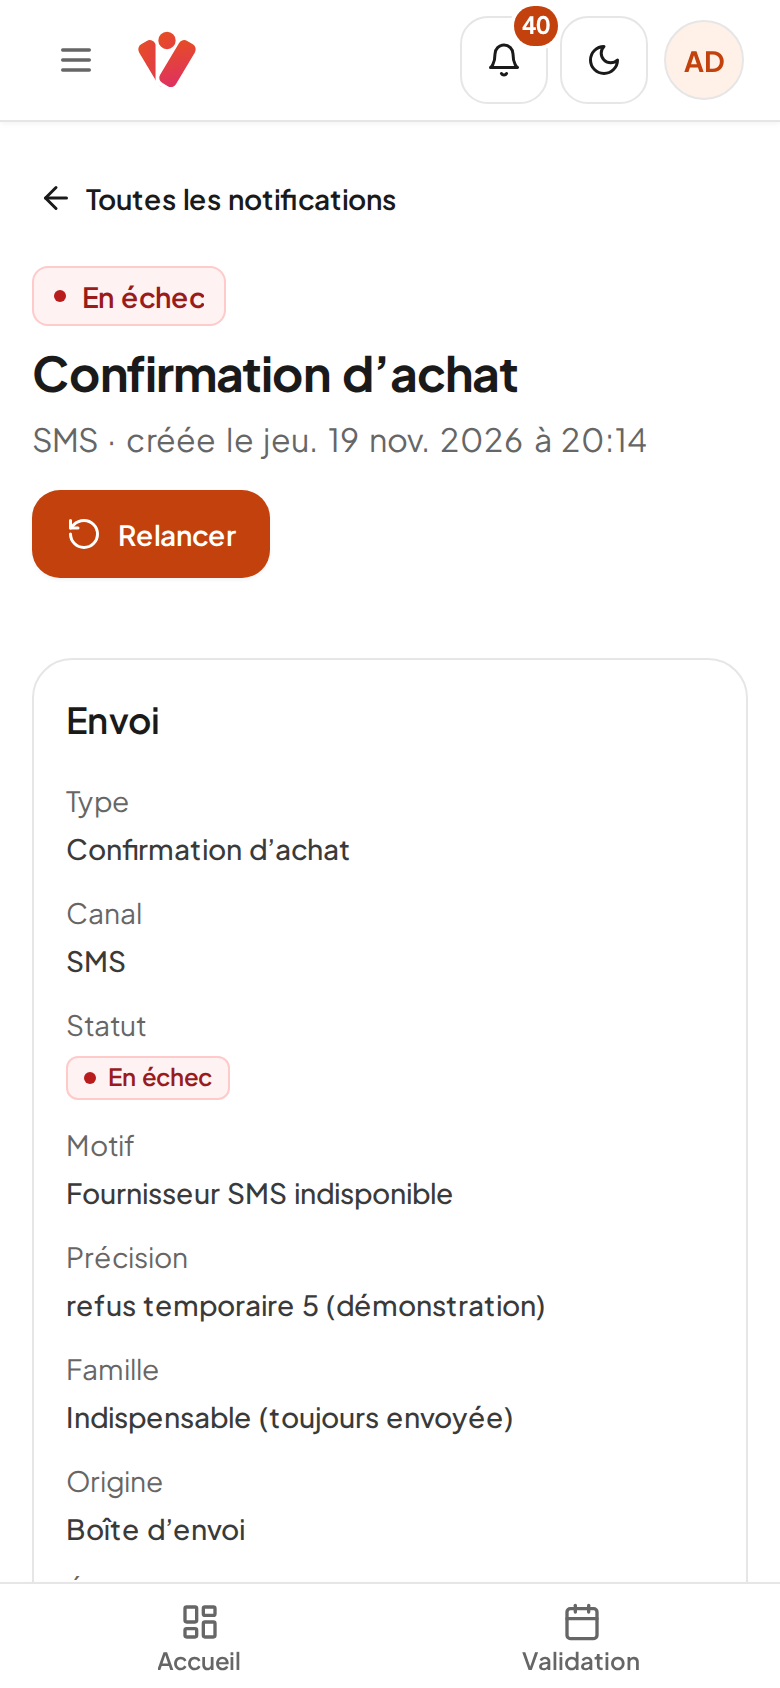 40
AD
Toutes les notifications
En échec
Confirmation d’achat
SMS · créée le jeu. 19 nov. 2026 à 20:14
Relancer
Envoi
Type
Confirmation d’achat
Canal
SMS
Statut
En échec
Motif
Fournisseur SMS indisponible
Précision
refus temporaire 5 (démonstration)
Famille
Indispensable (toujours envoyée)
Origine
Boîte d’envoi
Accueil
Validation